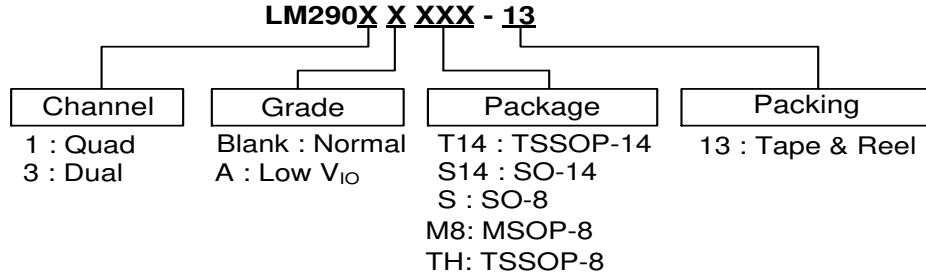 LM290X X XXX - 13
Channel Grade Package Packing
1 : Quad Blank : Normal T14 : TSSOP-14 13 : Tape & Reel
3 : Dual A : Low VIO S14 : SO-14
S : SO-8
M8: MSOP-8
TH: TSSOP-8